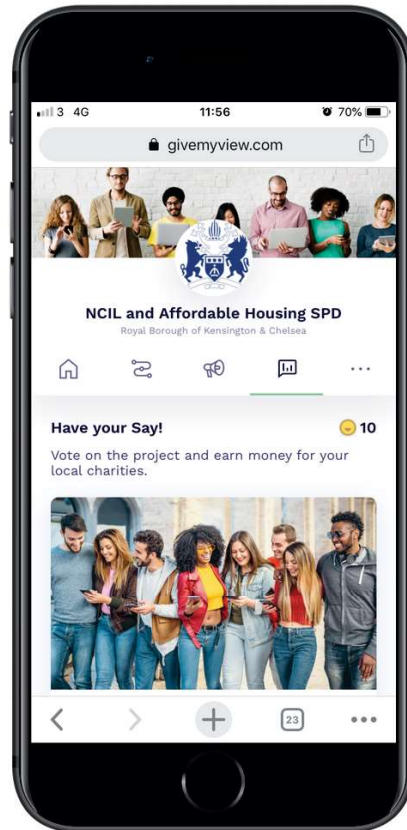 3 4G 11:56 70%
givemyview.com
NCIL and Affordable Housing SPD
Royal Borough of Kensington & Chelsea
Have your Say! 10
Vote on the project and earn money for your
local charities.
23